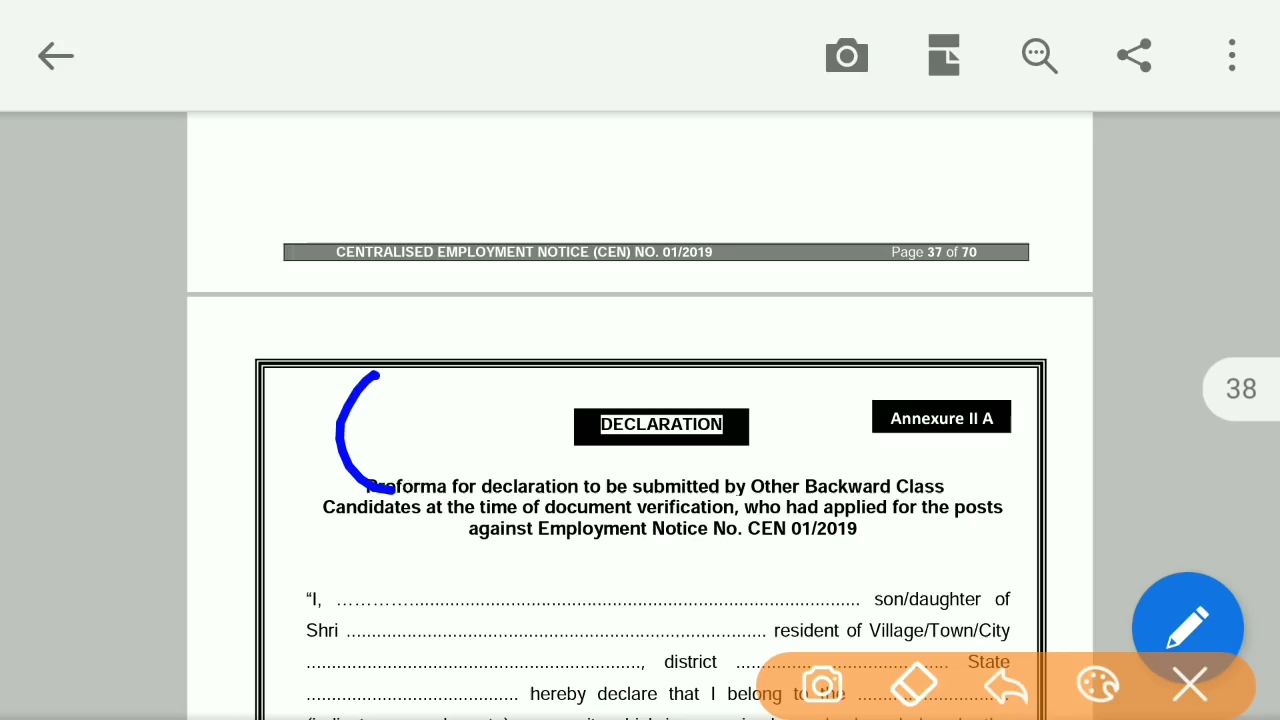 CENTRALISED EMPLOYMENT NOTICE (CEN) NO. 01/2019 Page 37 of 70
38
DECLARATION
Annexure II A
Proforma for declaration to be submitted by Other Backward Class
Candidates at the time of document verification, who had applied for the posts
against Employment Notice No. CEN 01/2019
“I, ………….......................................................................................... son/daughter of
Shri .................................................................................... resident of Village/Town/City
..................................................................., district .......................................... State
.......................................... hereby declare that I belong to the ..............................